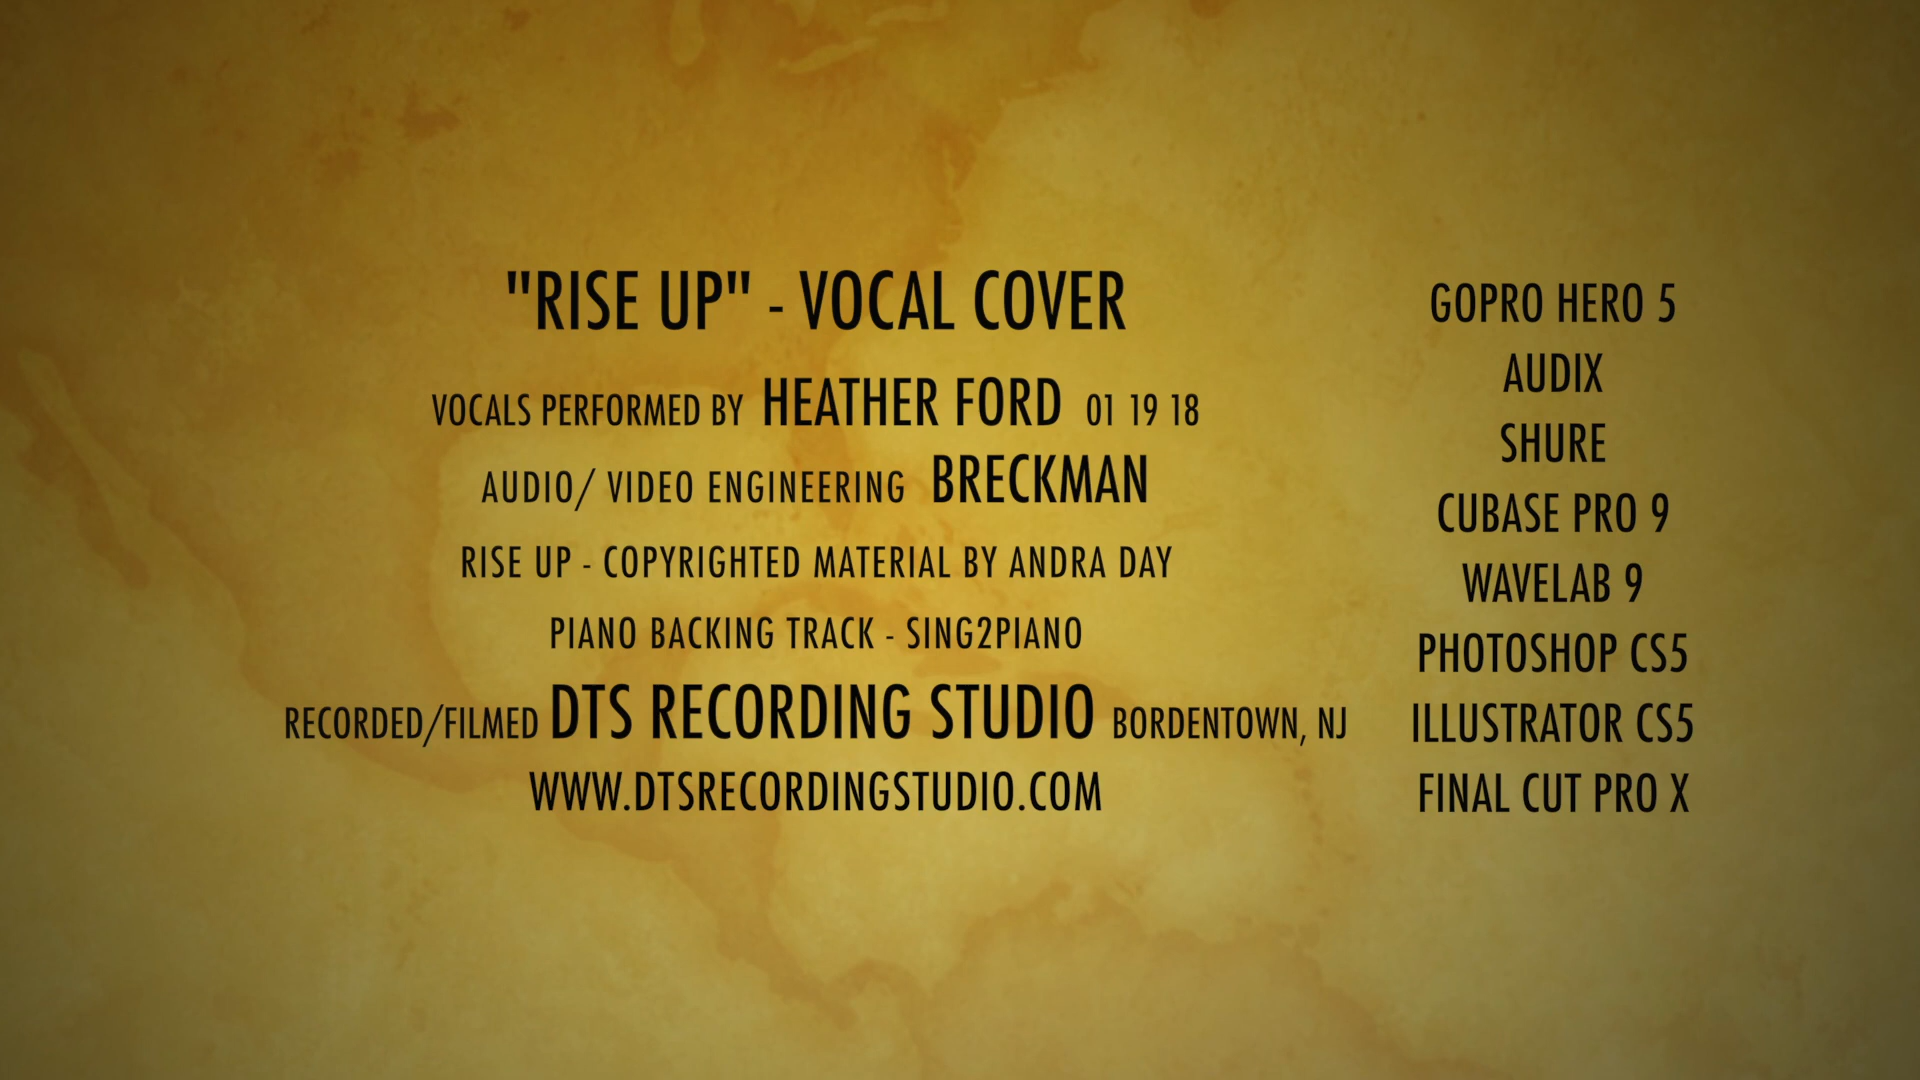 "RISE UP" - VOCAL COVER
VOCALS PERFORMED BY HEATHER FORD 01 19 18
AUDIO/ VIDEO ENGINEERING BRECKMAN
RISE UP - COPYRIGHTED MATERIAL BY ANDRA DAY
PIANO BACKING TRACK - SING2PIANO
RECORDED/FILMED DTS RECORDING STUDIO BORDENTOWN, NJ
WWW.DTSRECORDINGSTUDIO.COM
GOPRO HERO 5
AUDIX
SHURE
CUBASE PRO 9
WAVELAB 9
PHOTOSHOP CS5
ILLUSTRATOR CS5
FINAL CUT PRO X